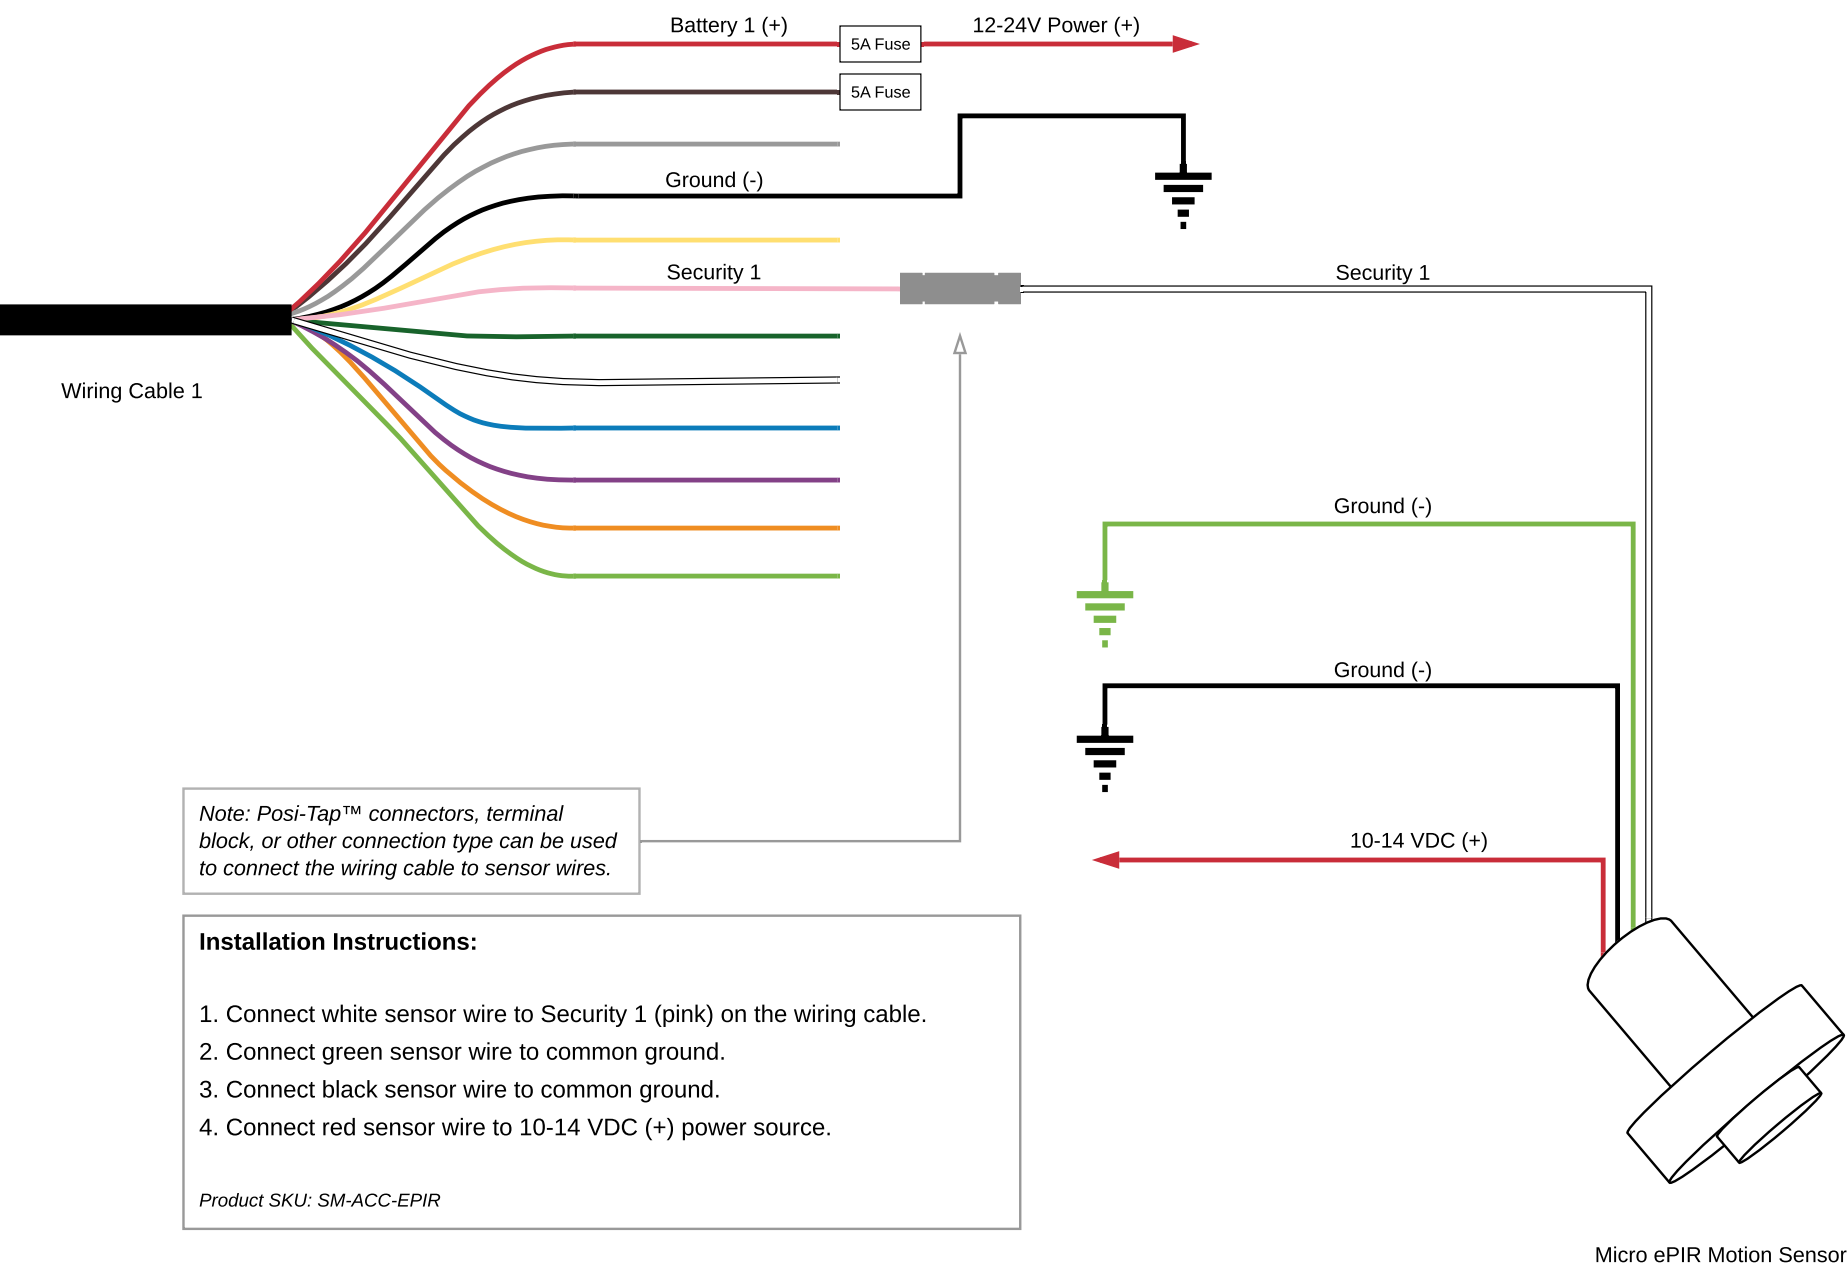 Battery 1 (+)
5A Fuse
12-24V Power (+)
5A Fuse
Ground (-)
Security 1
Security 1
Wiring Cable 1
Ground (-)
Ground (-)
10-14 VDC (+)
Note: Posi-Tap™ connectors, terminal
block, or other connection type can be used
to connect the wiring cable to sensor wires.
Installation Instructions:
1. Connect white sensor wire to Security 1 (pink) on the wiring cable.
2. Connect green sensor wire to common ground.
3. Connect black sensor wire to common ground.
4. Connect red sensor wire to 10-14 VDC (+) power source.
Product SKU: SM-ACC-EPIR
Micro ePIR Motion Sensor